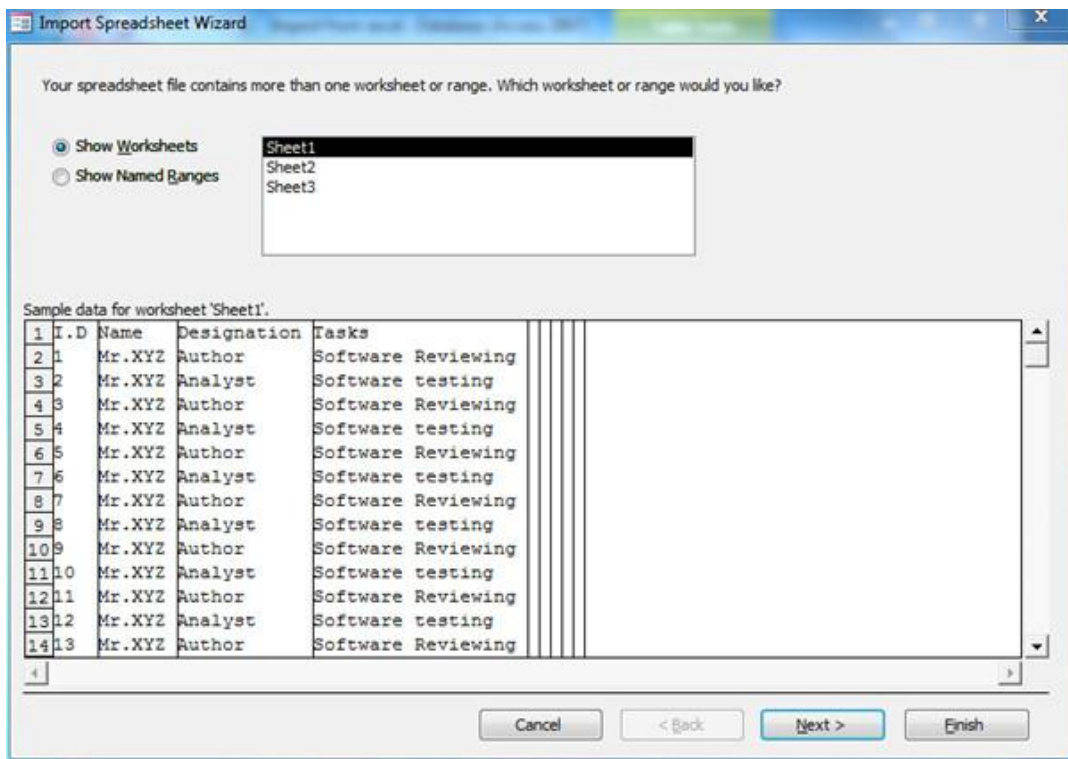 Import Spreadsheet Wizard
X
Your spreadsheet file contains more than one worksheet or range. Which worksheet or range would you like?
Show Worksheets
Show Named Ranges
Sheet1
Sheet2
Sheet3
Sample data for worksheet 'Sheet1'.
1 I.D Name Designation Tasks
2 1 Mr.XYZ Author Software Reviewing
3 2 Mr.XYZ Analyst Software testing
4 3 Mr.XYZ Author Software Reviewing
5 4 Mr.XYZ Analyst Software testing
6 5 Mr.XYZ Author Software Reviewing
7 6 Mr.XYZ Analyst Software testing
8 7 Mr.XYZ Author Software Reviewing
9 8 Mr.XYZ Analyst Software testing
10 9 Mr.XYZ Author Software Reviewing
11 10 Mr.XYZ Analyst Software testing
12 11 Mr.XYZ Author Software Reviewing
13 12 Mr.XYZ Analyst Software testing
14 13 Mr.XYZ Author Software Reviewing
Cancel < Back Next > Finish